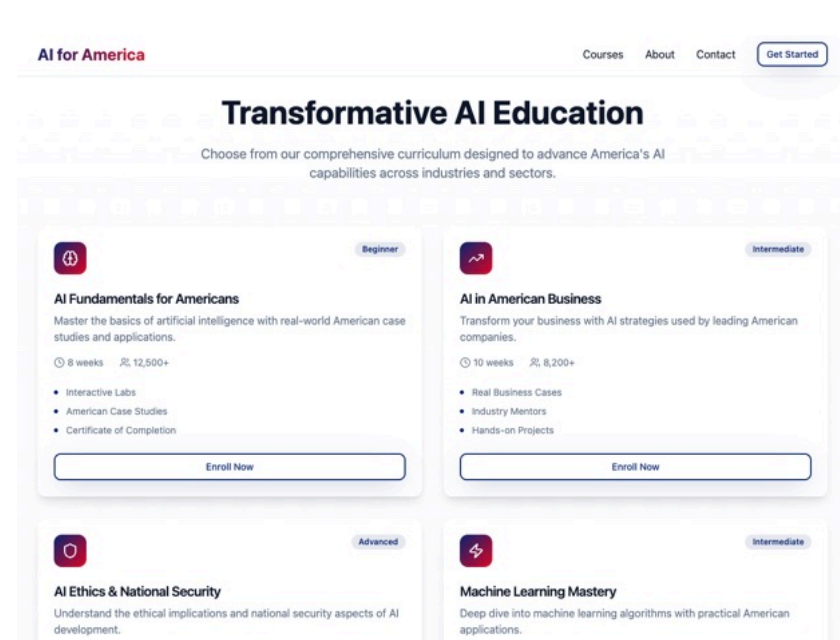 AI for America
Courses About Contact Get Started
Transformative AI Education
Choose from our comprehensive curriculum designed to advance America's AI
capabilities across industries and sectors.
Beginner
AI Fundamentals for Americans
Master the basics of artificial intelligence with real-world American case
studies and applications.
8 weeks 12,500+
Interactive Labs
American Case Studies
Certificate of Completion
Enroll Now
Intermediate
AI in American Business
Transform your business with AI strategies used by leading American
companies.
10 weeks 8,200+
Real Business Cases
Industry Mentors
Hands-on Projects
Enroll Now
Advanced
AI Ethics & National Security
Understand the ethical implications and national security aspects of AI
development.
Intermediate
Machine Learning Mastery
Deep dive into machine learning algorithms with practical American
applications.